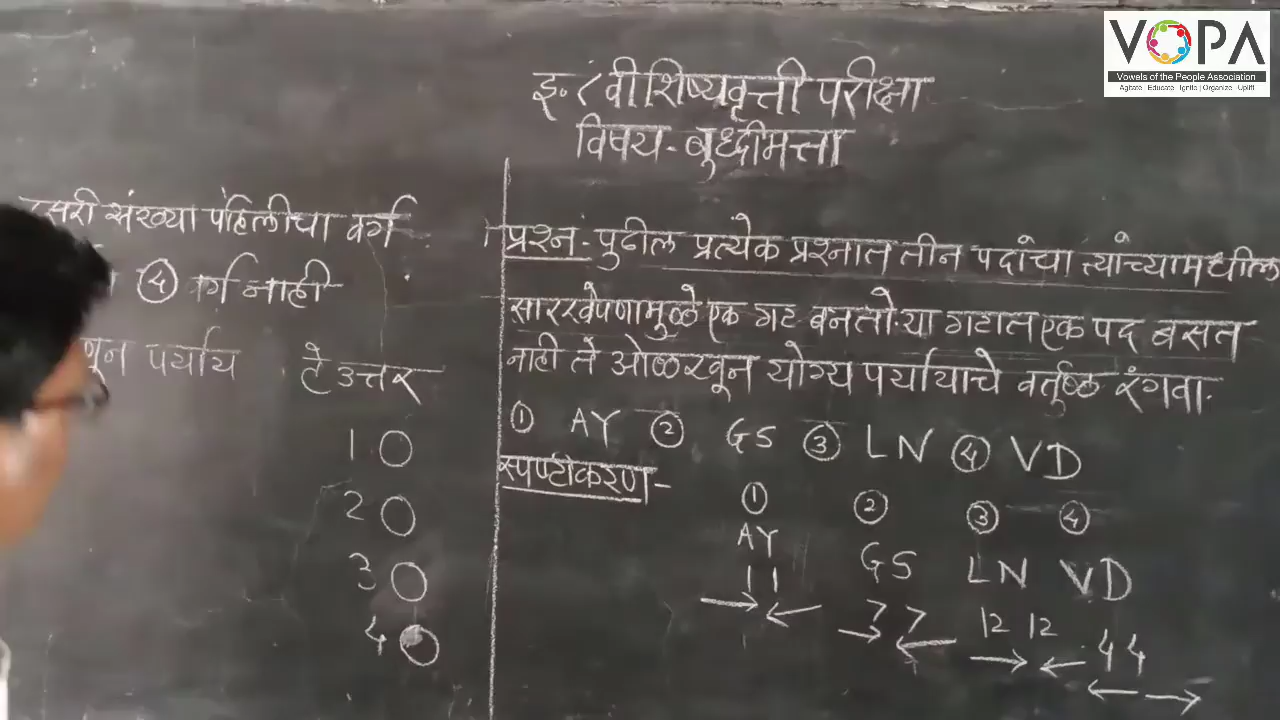 VOPA
Vowels of the People Association
Agitate | Educate | Ignite | Organize | Uplift
इ. ८ वी शिष्यवृत्ती परीक्षा
विषय - बुध्दीमत्ता
संख्या पहिलीचा वर्ग
④ वर्ग नाही
पर्याय टे उत्तर
1 O
2 O
3 O
4 O
प्रश्न - पुढील प्रत्येक प्रश्नात तीन पदांचा त्यांच्यामधील
सारखेपणामुळे एक गट बनतो. या गटात एक पद बसत
नाही ते ओळखून योग्य पर्यायाचे वर्तुळ रंगवा.
① AY ② GS ③ LN ④ VD
स्पष्टीकरण -
① ② ③ ④
AY GS LN VD
1 1 7 7 12 12 4 4
→ ← → ← → ← ← →